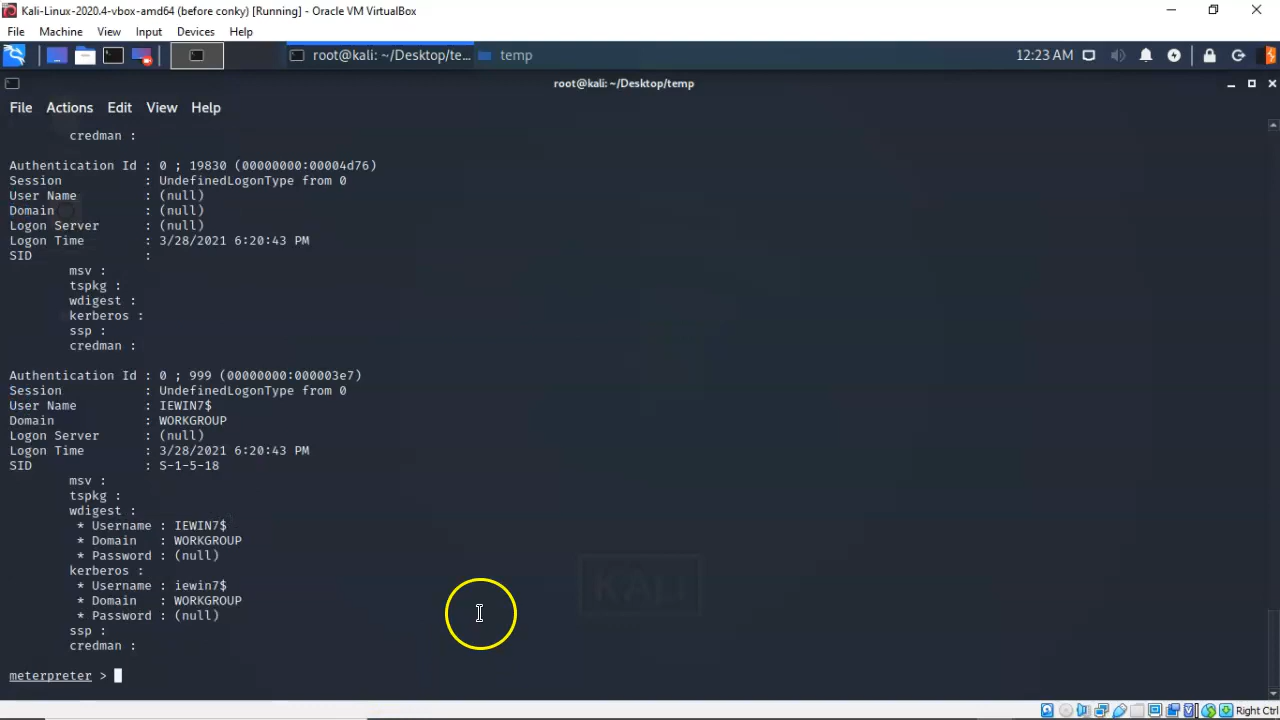 Kali-Linux-2020.4-vbox-amd64 (before conky) [Running] - Oracle VM VirtualBox
File Machine View Input Devices Help
root@kali: ~/Desktop/te... temp 12:23 AM
root@kali: ~/Desktop/temp
File Actions Edit View Help
credman :
Authentication Id : 0 ; 19830 (00000000:00004d76)
Session : UndefinedLogonType from 0
User Name : (null)
Domain : (null)
Logon Server : (null)
Logon Time : 3/28/2021 6:20:43 PM
SID :
msv :
tspkg :
wdigest :
kerberos :
ssp :
credman :
Authentication Id : 0 ; 999 (00000000:000003e7)
Session : UndefinedLogonType from 0
User Name : IEWIN7$
Domain : WORKGROUP
Logon Server : (null)
Logon Time : 3/28/2021 6:20:43 PM
SID : S-1-5-18
msv :
tspkg :
wdigest :
* Username : IEWIN7$
* Domain : WORKGROUP
* Password : (null)
kerberos :
* Username : iewin7$
* Domain : WORKGROUP
* Password : (null)
ssp :
credman :
KALI
meterpreter >
Right Ctrl